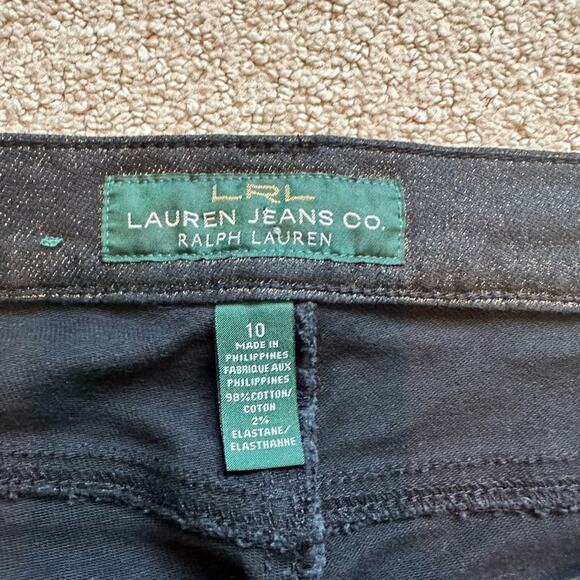 LRL
LAUREN JEANS CO.
RALPH LAUREN
10
MADE IN
PHILIPPINES
FABRIQUE AUX
PHILIPPINES
98% COTTON/
COTON
2%
ELASTANE/
ELASTHANNE